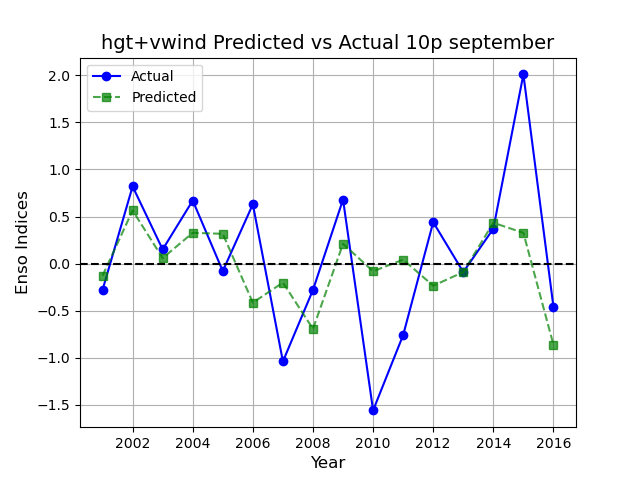 hgt+vwind Predicted vs Actual 10p september
Actual
Predicted
2.0
1.5
1.0
0.5
0.0
−0.5
−1.0
−1.5
Enso Indices
2002 2004 2006 2008 2010 2012 2014 2016
Year